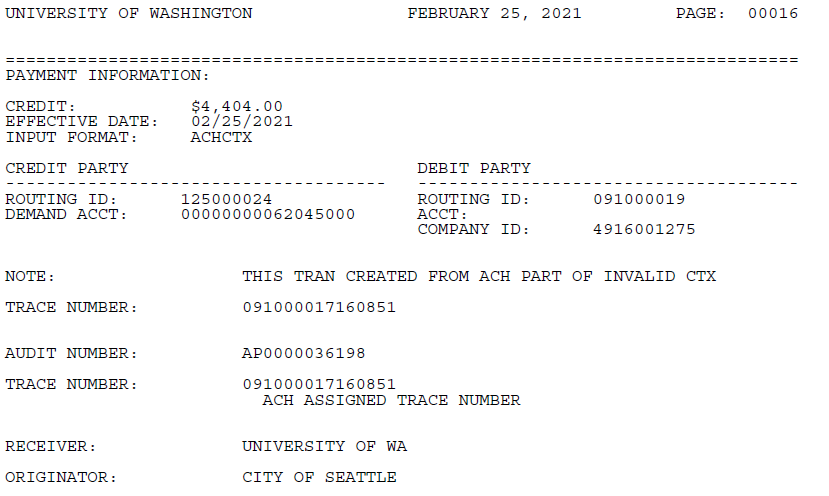 UNIVERSITY OF WASHINGTON FEBRUARY 25, 2021 PAGE: 00016
==============================================================================
PAYMENT INFORMATION:
CREDIT: $4,404.00
EFFECTIVE DATE: 02/25/2021
INPUT FORMAT: ACHCTX
CREDIT PARTY DEBIT PARTY
------------------------------------- -------------------------------------
ROUTING ID: 125000024 ROUTING ID: 091000019
DEMAND ACCT: 00000000062045000 ACCT:
COMPANY ID: 4916001275
NOTE: THIS TRAN CREATED FROM ACH PART OF INVALID CTX
TRACE NUMBER: 091000017160851
AUDIT NUMBER: AP0000036198
TRACE NUMBER: 091000017160851
ACH ASSIGNED TRACE NUMBER
RECEIVER: UNIVERSITY OF WA
ORIGINATOR: CITY OF SEATTLE